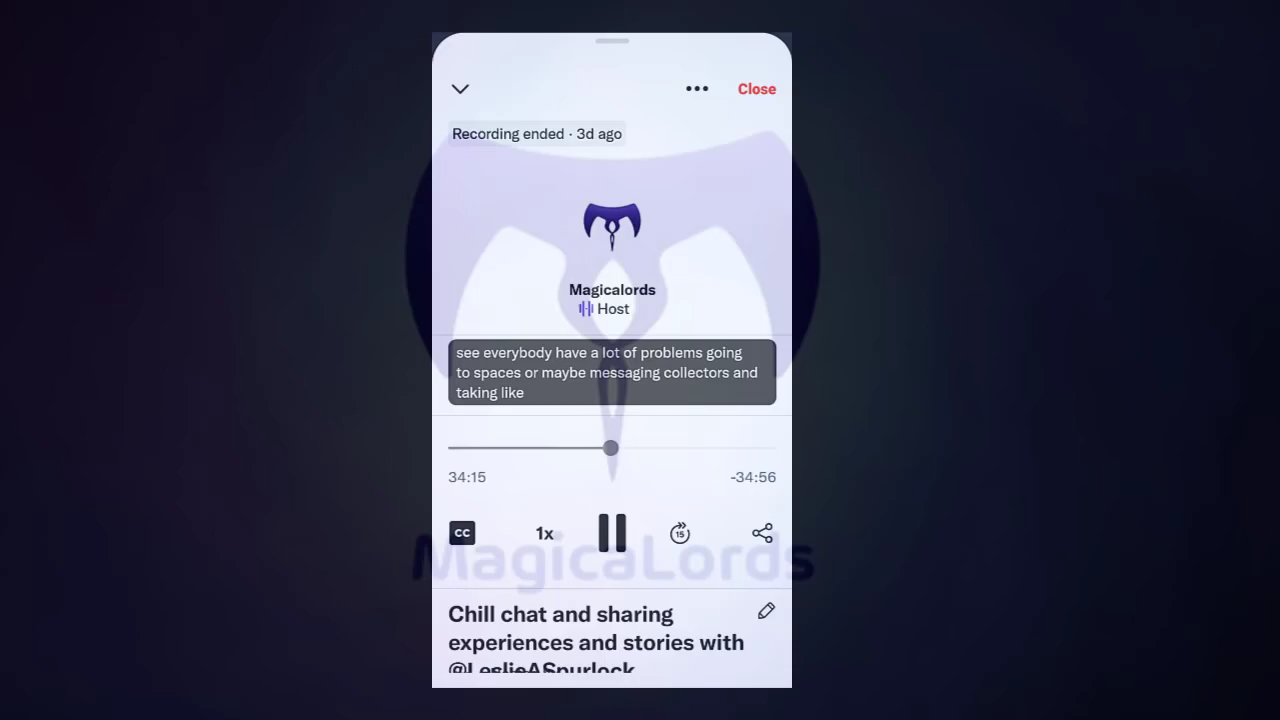 Close
Recording ended · 3d ago
Magicalords
Host
see everybody have a lot of problems going
to spaces or maybe messaging collectors and
taking like
34:15
-34:56
CC
1x
15
MagicaLords
Chill chat and sharing
experiences and stories with
@LeslieASpurlock